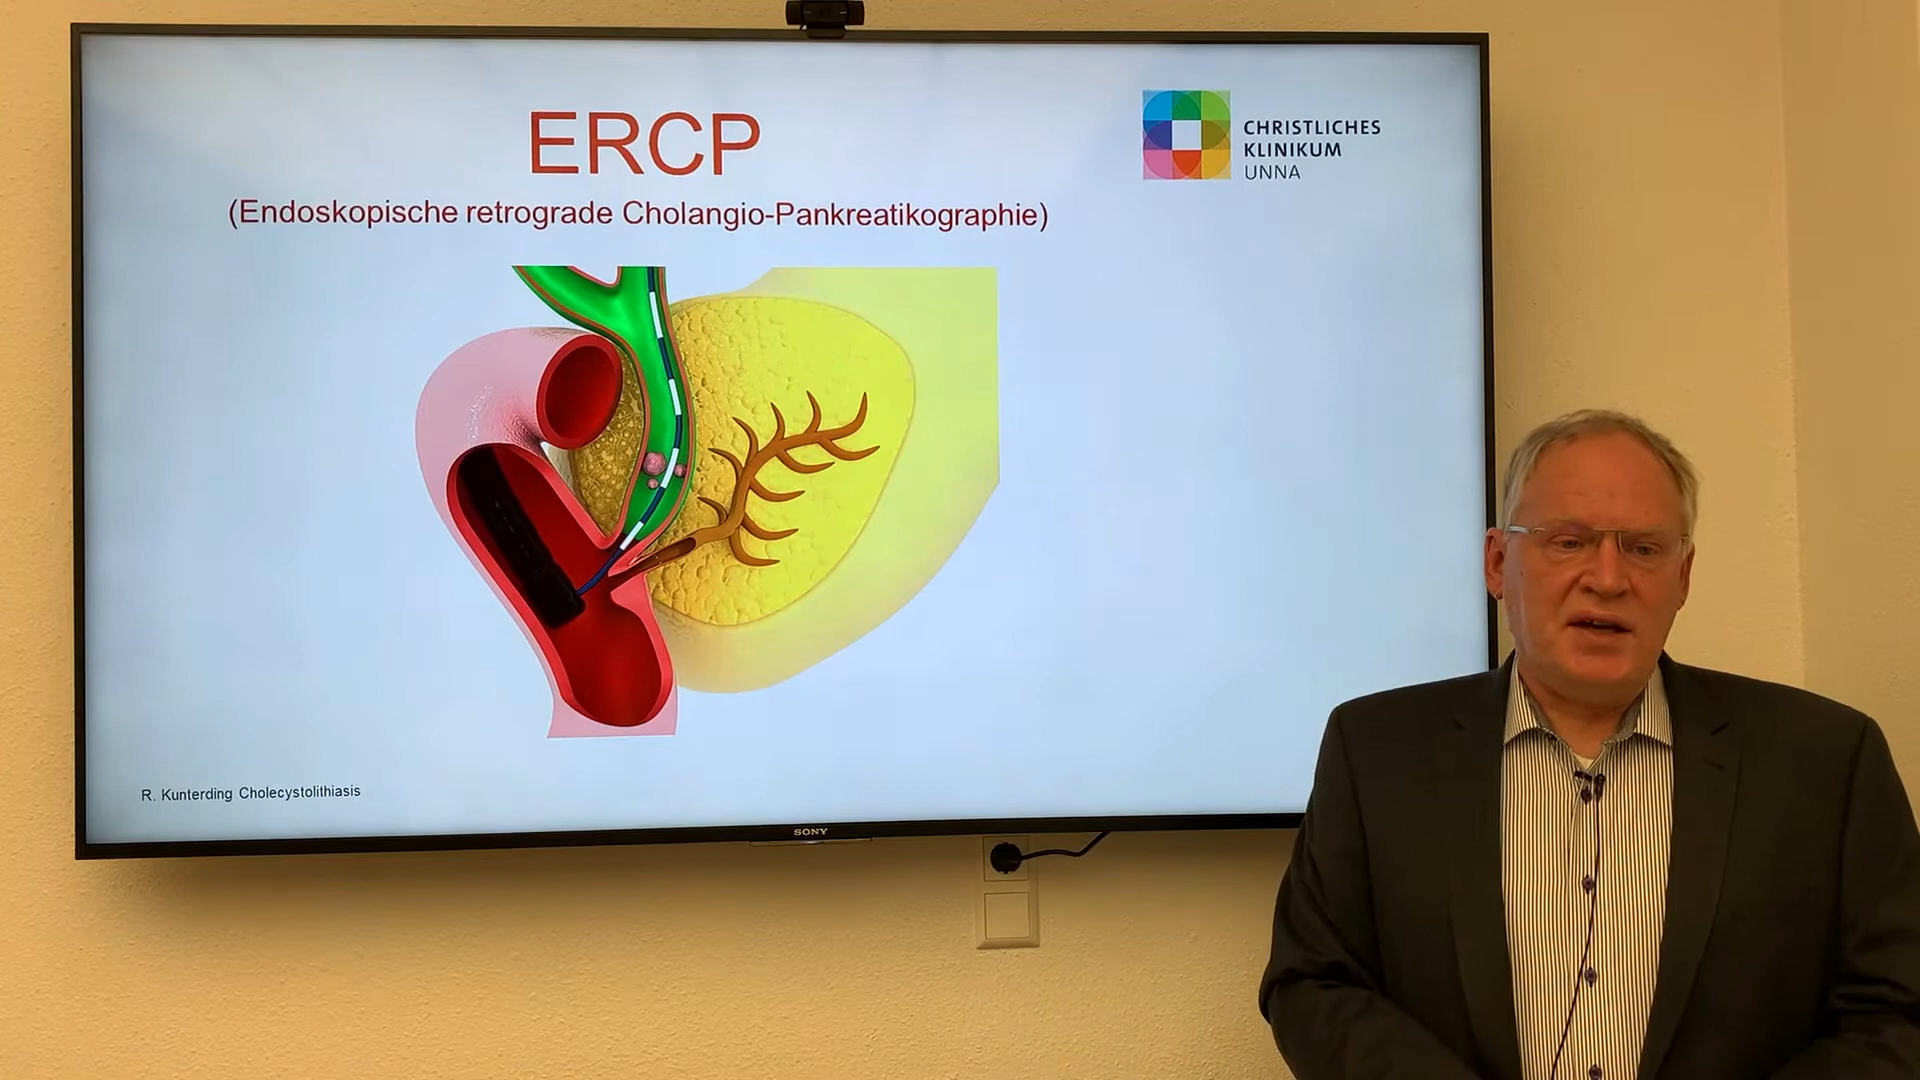 ERCP
(Endoskopische retrograde Cholangio-Pankreatikographie)
CHRISTLICHES
KLINIKUM
UNNA
R. Kunterding Cholecystolithiasis
SONY